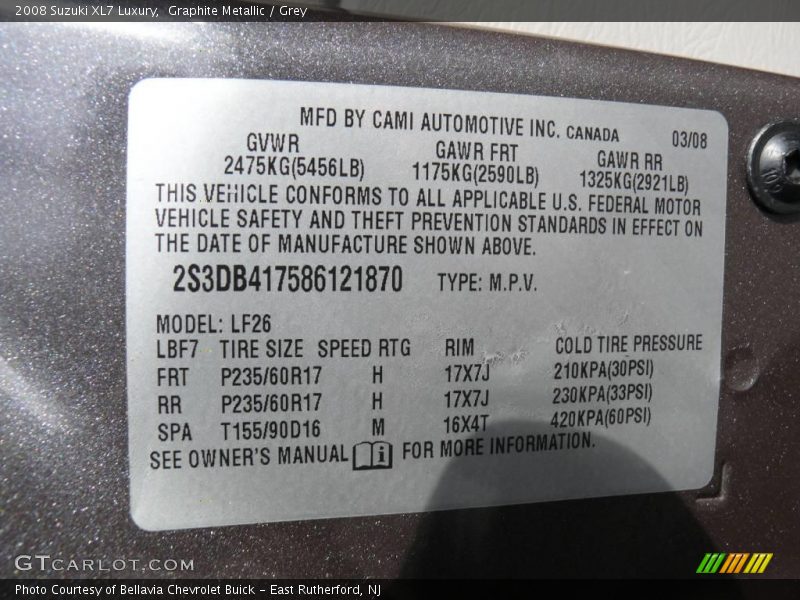 2008 Suzuki XL7 Luxury,  Graphite Metallic / Grey
MFD BY CAMI AUTOMOTIVE INC. CANADA 03/08
GVWR GAWR FRT GAWR RR
2475KG(5456LB) 1175KG(2590LB) 1325KG(2921LB)
THIS VEHICLE CONFORMS TO ALL APPLICABLE U.S. FEDERAL MOTOR
VEHICLE SAFETY AND THEFT PREVENTION STANDARDS IN EFFECT ON
THE DATE OF MANUFACTURE SHOWN ABOVE.
2S3DB417586121870 TYPE: M.P.V.
MODEL: LF26
LBF7 TIRE SIZE SPEED RTG RIM COLD TIRE PRESSURE
FRT P235/60R17 H 17X7J 210KPA(30PSI)
RR P235/60R17 H 17X7J 230KPA(33PSI)
SPA T155/90D16 M 16X4T 420KPA(60PSI)
SEE OWNER'S MANUAL FOR MORE INFORMATION.
GTCARLOT.COM
Photo Courtesy of Bellavia Chevrolet Buick - East Rutherford, NJ